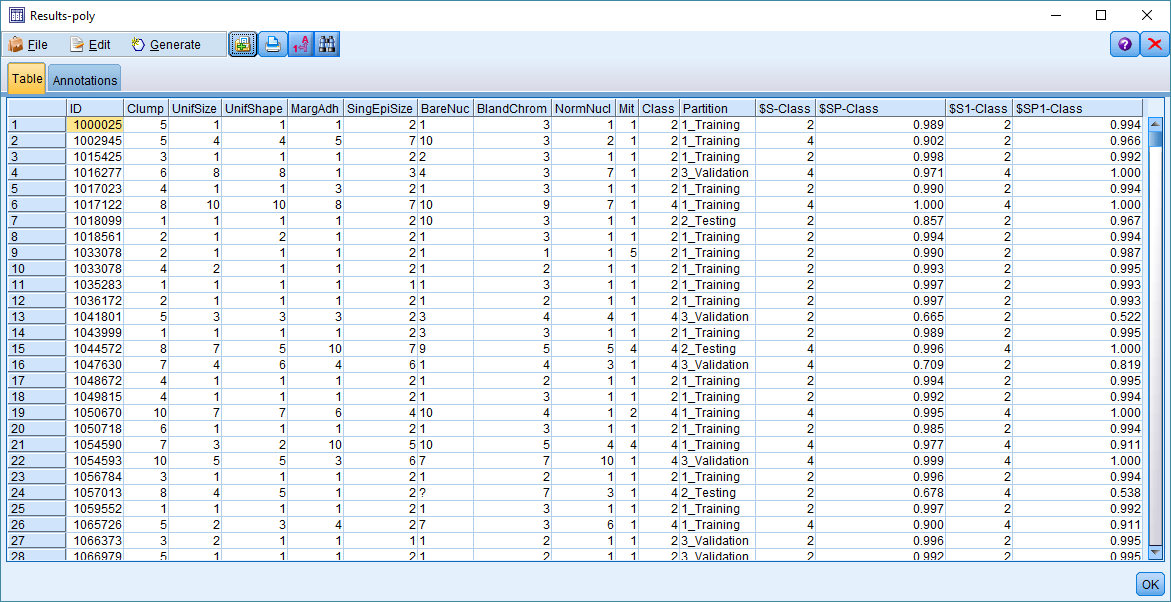 Results-poly
File Edit Generate
Table Annotations
ID Clump UnifSize UnifShape MargAdh SingEpiSize BareNuc BlandChrom NormNucl Mit Class Partition $S-Class $SP-Class $S1-Class $SP1-Class
1 1000025 5 1 1 1 2 1 3 1 1 2 1_Training 2 0.989 2 0.994
2 1002945 5 4 4 5 7 10 3 2 1 2 1_Training 4 0.902 2 0.966
3 1015425 3 1 1 1 2 2 3 1 1 2 1_Training 2 0.998 2 0.992
4 1016277 6 8 8 1 3 4 3 7 1 2 3_Validation 4 0.971 4 1.000
5 1017023 4 1 1 3 2 1 3 1 1 2 1_Training 2 0.990 2 0.994
6 1017122 8 10 10 8 7 10 9 7 1 4 1_Training 4 1.000 4 1.000
7 1018099 1 1 1 1 2 10 3 1 1 2 2_Testing 2 0.857 2 0.967
8 1018561 2 1 2 1 2 1 3 1 1 2 1_Training 2 0.994 2 0.994
9 1033078 2 1 1 1 2 1 1 1 5 2 1_Training 2 0.990 2 0.987
10 1033078 4 2 1 1 2 1 2 1 1 2 1_Training 2 0.993 2 0.995
11 1035283 1 1 1 1 1 1 3 1 1 2 1_Training 2 0.997 2 0.993
12 1036172 2 1 1 1 2 1 2 1 1 2 1_Training 2 0.997 2 0.993
13 1041801 5 3 3 3 2 3 4 4 1 4 3_Validation 2 0.665 2 0.522
14 1043999 1 1 1 1 2 3 3 1 1 2 1_Training 2 0.989 2 0.995
15 1044572 8 7 5 10 7 9 5 5 4 4 2_Testing 4 0.996 4 1.000
16 1047630 7 4 6 4 6 1 4 3 1 4 3_Validation 4 0.709 4 0.819
17 1048672 4 1 1 1 2 1 2 1 1 2 1_Training 2 0.994 2 0.995
18 1049815 4 1 1 1 2 1 3 1 1 2 1_Training 2 0.992 2 0.994
19 1050670 10 7 7 6 4 10 4 1 2 4 1_Training 4 0.995 4 1.000
20 1050718 6 1 1 1 2 1 3 1 1 2 1_Training 2 0.985 2 0.994
21 1054590 7 3 2 10 5 10 5 4 4 4 1_Training 4 0.977 4 0.911
22 1054593 10 5 5 3 6 7 7 10 1 4 3_Validation 4 0.999 4 1.000
23 1056784 3 1 1 1 2 1 2 1 1 2 1_Training 2 0.996 2 0.994
24 1057013 8 4 5 1 2 ? 7 3 1 4 2_Testing 2 0.678 4 0.538
25 1059552 1 1 1 1 2 1 3 1 1 2 1_Training 2 0.997 2 0.992
26 1065726 5 2 3 4 2 7 3 6 1 4 1_Training 4 0.900 4 0.911
27 1066373 3 2 1 1 1 1 2 1 1 2 3_Validation 2 0.996 2 0.995
28 1066979 5 1 1 1 2 1 2 1 1 2 3_Validation 2 0.992 2 0.995
OK